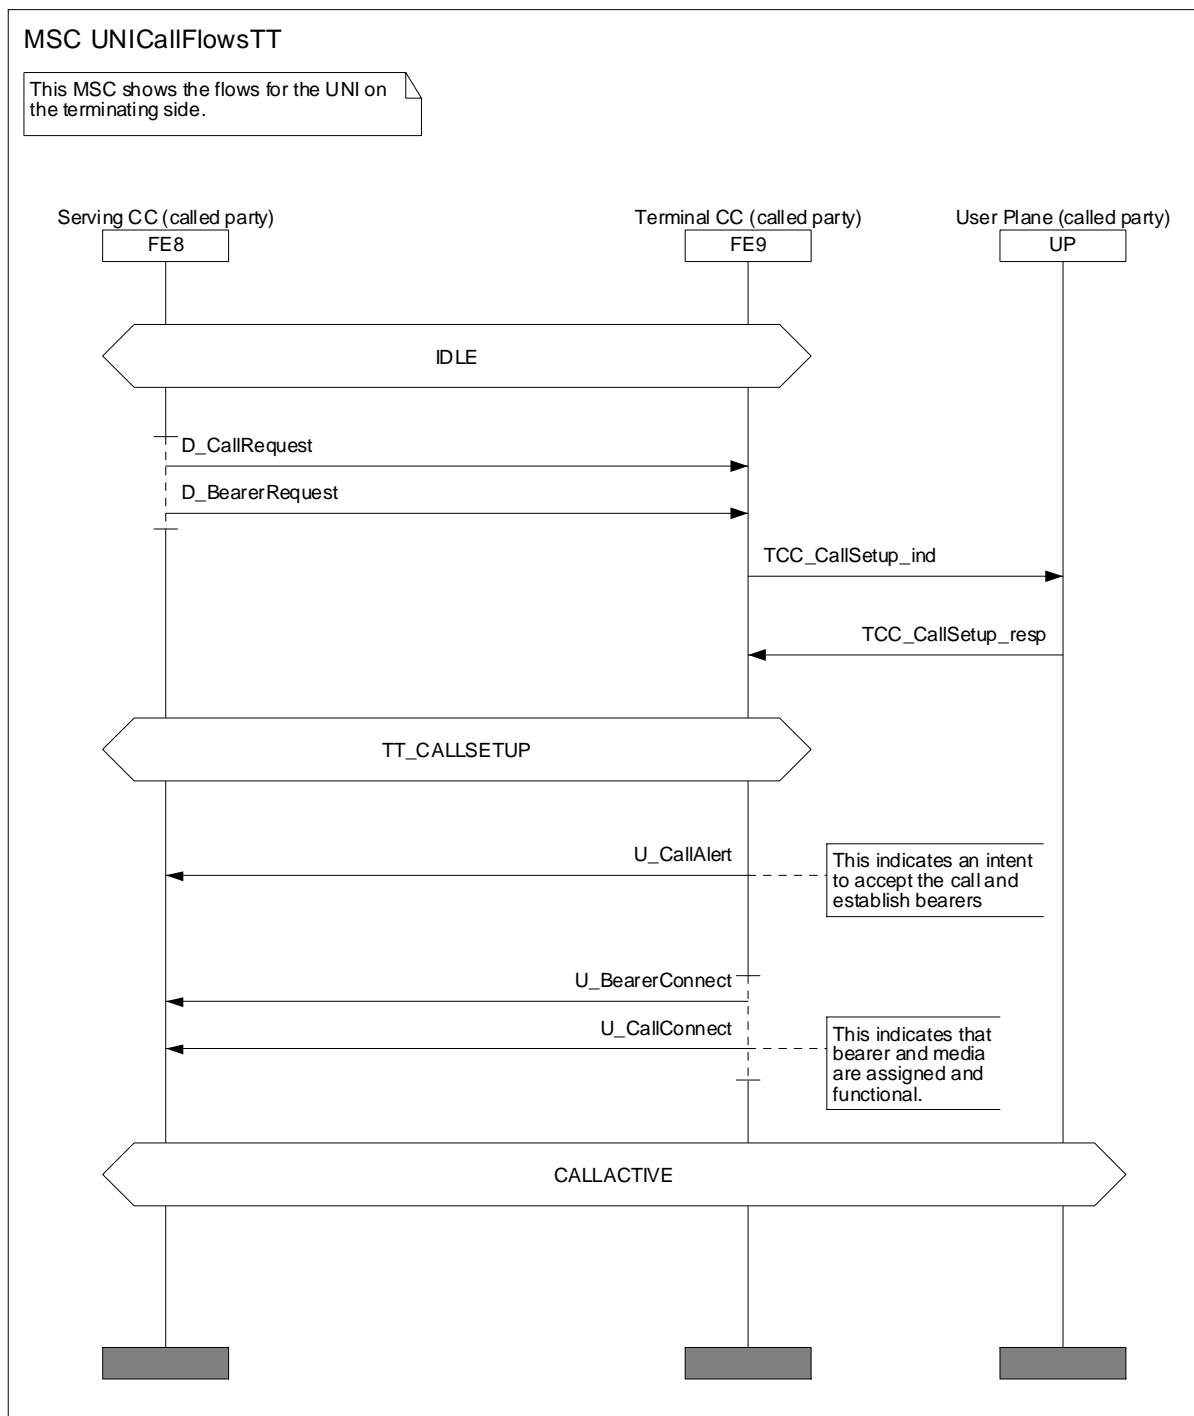 MSC UNICallFlowsTT
This MSC shows the flows for the UNI on
the terminating side.
Serving CC (called party)
Terminal CC (called party)
User Plane (called party)
FE8
FE9
UP
IDLE
D_CallRequest
D_BearerRequest
TCC_CallSetup_ind
TCC_CallSetup_resp
TT_CALLSETUP
U_CallAlert
This indicates an intent
to accept the call and
establish bearers
U_BearerConnect
U_CallConnect
This indicates that
bearer and media
are assigned and
functional.
CALLACTIVE